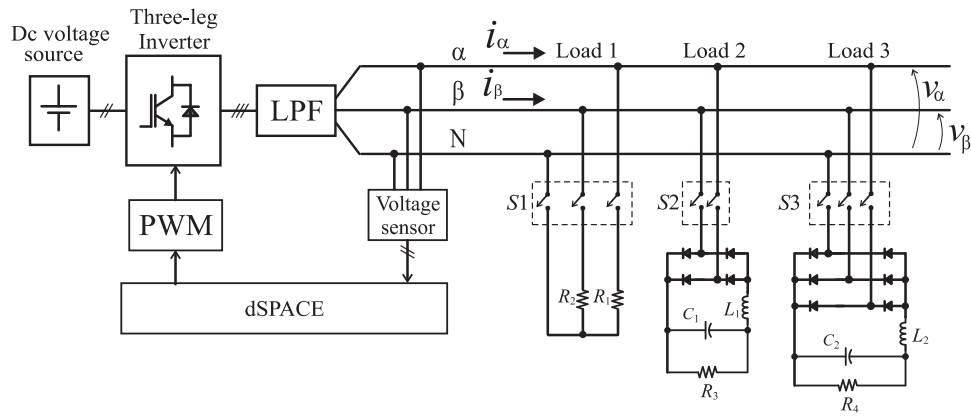 Dc voltage
source
Three-leg
Inverter
LPF
α
iα
β
iβ
N
Load 1
Load 2
Load 3
vα
vβ
PWM
Voltage
sensor
dSPACE
S1
S2
S3
R2
R1
C1
L1
R3
C2
L2
R4